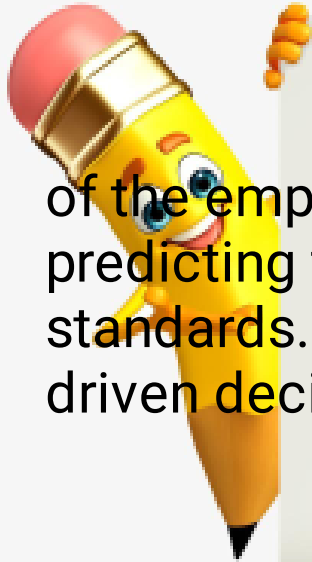 of the emp
predicting
standards.
driven deci